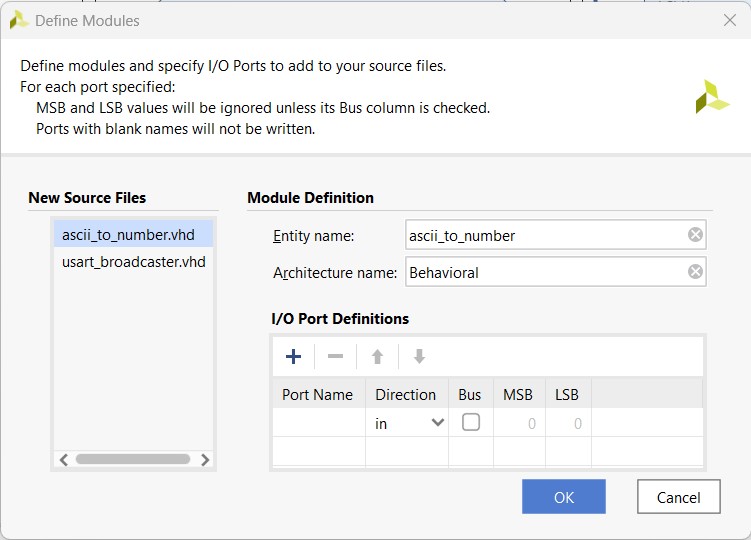 Define Modules
Define modules and specify I/O Ports to add to your source files.
For each port specified:
MSB and LSB values will be ignored unless its Bus column is checked.
Ports with blank names will not be written.
New Source Files
ascii_to_number.vhd
usart_broadcaster.vhd
Module Definition
Entity name: ascii_to_number
Architecture name: Behavioral
I/O Port Definitions
Port Name Direction Bus MSB LSB
in 0 0
OK Cancel